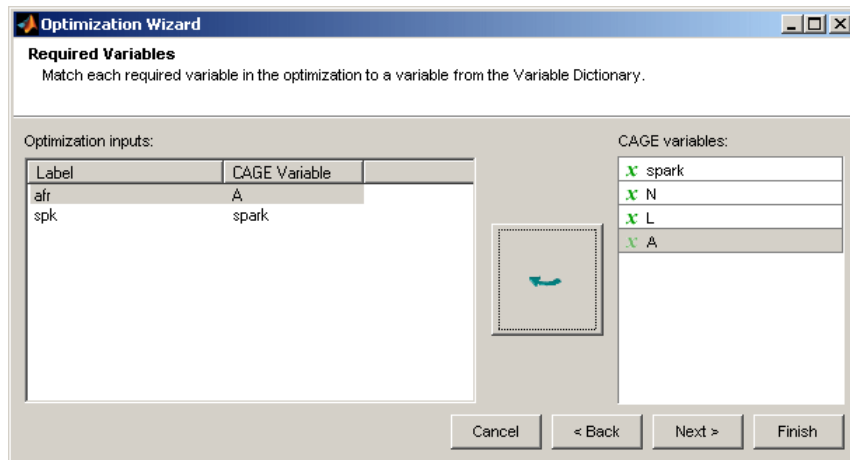 Optimization Wizard
Required Variables
Match each required variable in the optimization to a variable from the Variable Dictionary.
Optimization inputs:
CAGE variables:
Label CAGE Variable
afr A
spk spark
x spark
x N
x L
x A
Cancel < Back Next > Finish